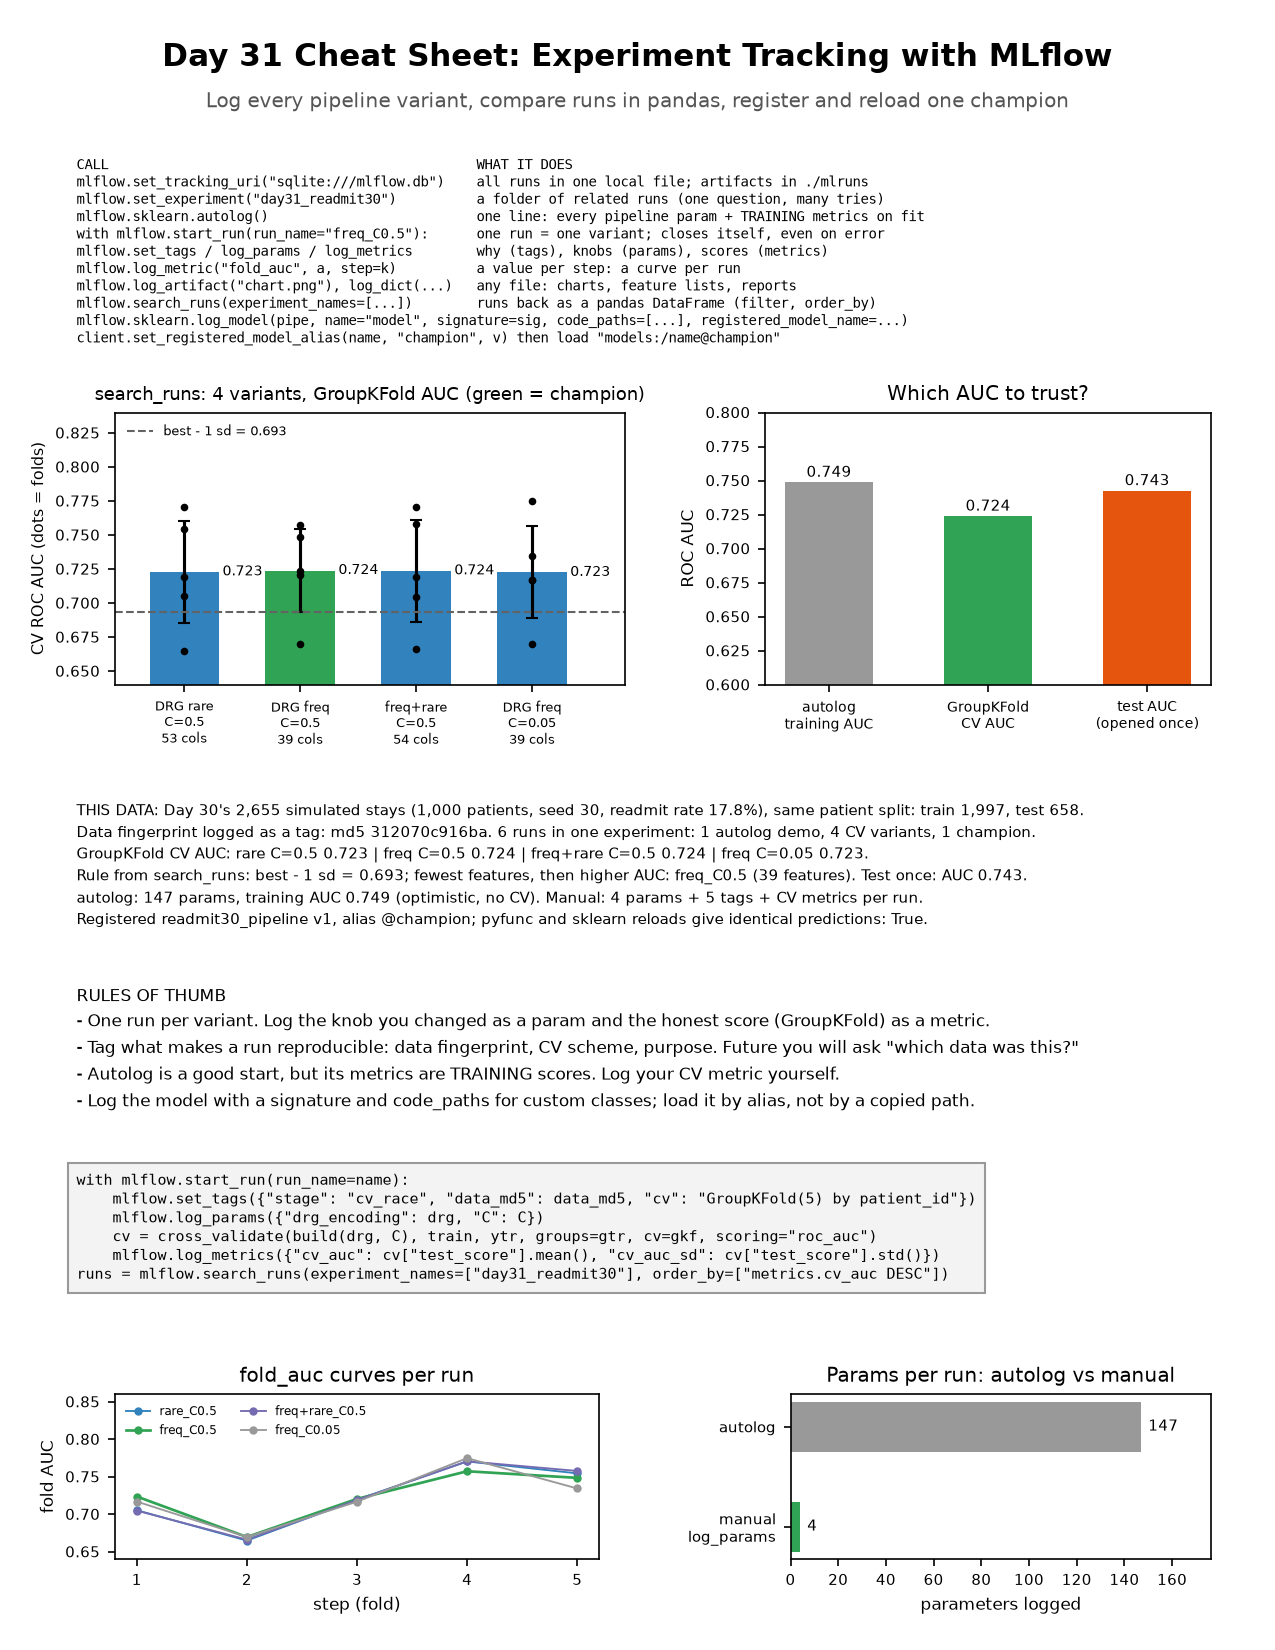 Day 31 Cheat Sheet: Experiment Tracking with MLflow
Log every pipeline variant, compare runs in pandas, register and reload one champion
CALL WHAT IT DOES
mlflow.set_tracking_uri("sqlite:///mlflow.db") all runs in one local file; artifacts in ./mlruns
mlflow.set_experiment("day31_readmit30") a folder of related runs (one question, many tries)
mlflow.sklearn.autolog() one line: every pipeline param + TRAINING metrics on fit
with mlflow.start_run(run_name="freq_C0.5"): one run = one variant; closes itself, even on error
mlflow.set_tags / log_params / log_metrics why (tags), knobs (params), scores (metrics)
mlflow.log_metric("fold_auc", a, step=k) a value per step: a curve per run
mlflow.log_artifact("chart.png"), log_dict(...) any file: charts, feature lists, reports
mlflow.search_runs(experiment_names=[...]) runs back as a pandas DataFrame (filter, order_by)
mlflow.sklearn.log_model(pipe, name="model", signature=sig, code_paths=[...], registered_model_name=...)
client.set_registered_model_alias(name, "champion", v) then load "models:/name@champion"
search_runs: 4 variants, GroupKFold AUC (green = champion)
CV ROC AUC (dots = folds)
0.825
0.800
0.775
0.750
0.725
0.700
0.675
0.650
best - 1 sd = 0.693
0.723
0.724
0.724
0.723
DRG rare
C=0.5
53 cols
DRG freq
C=0.5
39 cols
freq+rare
C=0.5
54 cols
DRG freq
C=0.05
39 cols
Which AUC to trust?
ROC AUC
0.800
0.775
0.750
0.725
0.700
0.675
0.650
0.625
0.600
0.749
0.724
0.743
autolog
training AUC
GroupKFold
CV AUC
test AUC
(opened once)
THIS DATA: Day 30's 2,655 simulated stays (1,000 patients, seed 30, readmit rate 17.8%), same patient split: train 1,997, test 658.
Data fingerprint logged as a tag: md5 312070c916ba. 6 runs in one experiment: 1 autolog demo, 4 CV variants, 1 champion.
GroupKFold CV AUC: rare C=0.5 0.723 | freq C=0.5 0.724 | freq+rare C=0.5 0.724 | freq C=0.05 0.723.
Rule from search_runs: best - 1 sd = 0.693; fewest features, then higher AUC: freq_C0.5 (39 features). Test once: AUC 0.743.
autolog: 147 params, training AUC 0.749 (optimistic, no CV). Manual: 4 params + 5 tags + CV metrics per run.
Registered readmit30_pipeline v1, alias @champion; pyfunc and sklearn reloads give identical predictions: True.
RULES OF THUMB
- One run per variant. Log the knob you changed as a param and the honest score (GroupKFold) as a metric.
- Tag what makes a run reproducible: data fingerprint, CV scheme, purpose. Future you will ask "which data was this?"
- Autolog is a good start, but its metrics are TRAINING scores. Log your CV metric yourself.
- Log the model with a signature and code_paths for custom classes; load it by alias, not by a copied path.
with mlflow.start_run(run_name=name):
    mlflow.set_tags({"stage": "cv_race", "data_md5": data_md5, "cv": "GroupKFold(5) by patient_id"})
    mlflow.log_params({"drg_encoding": drg, "C": C})
    cv = cross_validate(build(drg, C), train, ytr, groups=gtr, cv=gkf, scoring="roc_auc")
    mlflow.log_metrics({"cv_auc": cv["test_score"].mean(), "cv_auc_sd": cv["test_score"].std()})
runs = mlflow.search_runs(experiment_names=["day31_readmit30"], order_by=["metrics.cv_auc DESC"])
fold_auc curves per run
fold AUC
0.85
0.80
0.75
0.70
0.65
rare_C0.5
freq_C0.5
freq+rare_C0.5
freq_C0.05
1 2 3 4 5
step (fold)
Params per run: autolog vs manual
autolog
147
manual
log_params
4
0 20 40 60 80 100 120 140 160
parameters logged